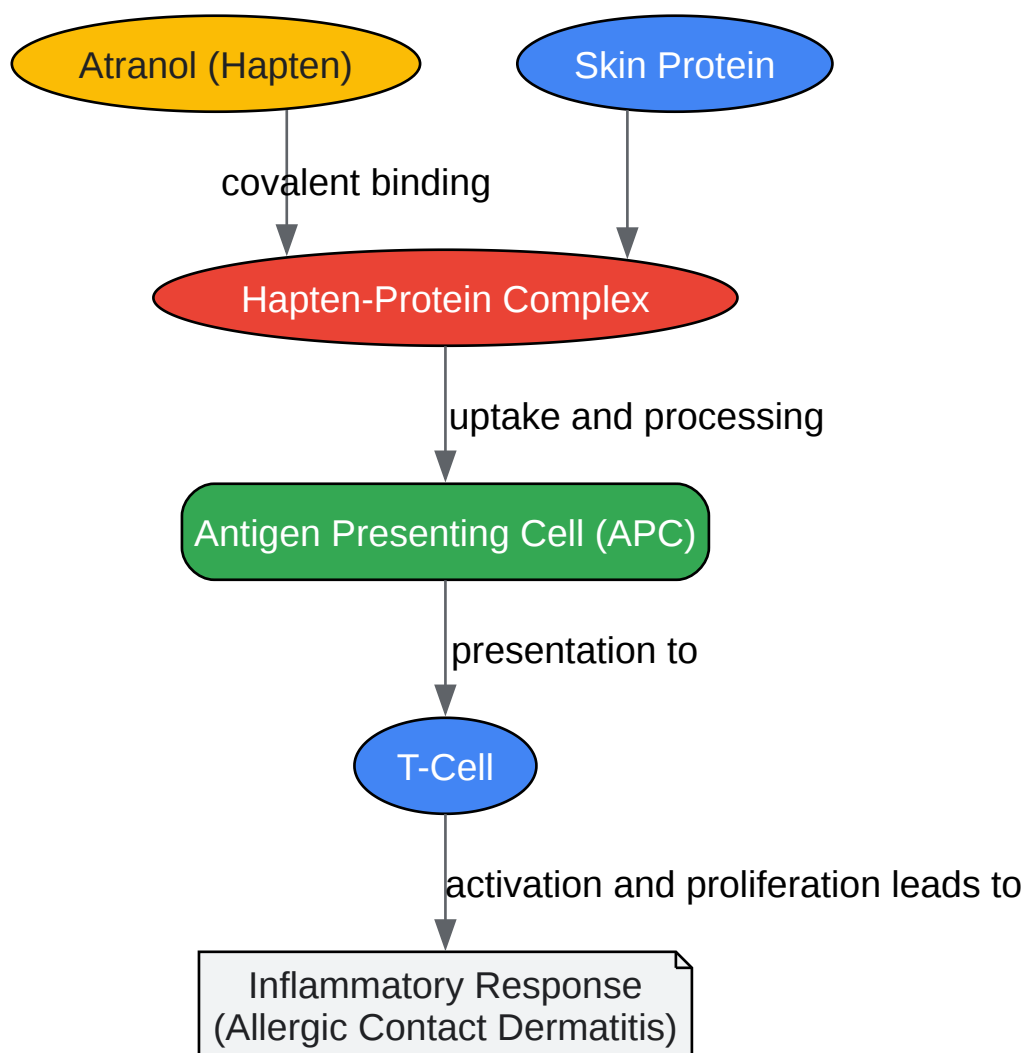 Atranol (Hapten)
Skin Protein
covalent binding
Hapten-Protein Complex
uptake and processing
Antigen Presenting Cell (APC)
presentation to
T-Cell
activation and proliferation leads to
Inflammatory Response
(Allergic Contact Dermatitis)